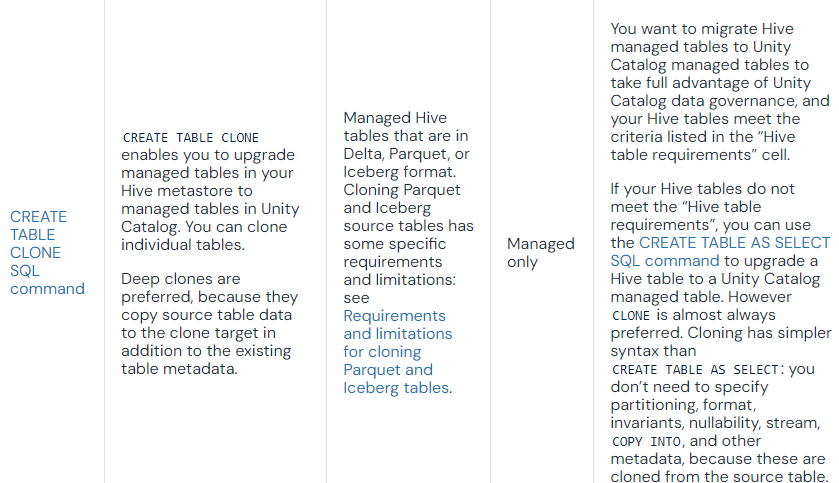 CREATE
TABLE
CLONE
SQL
command
CREATE TABLE CLONE
enables you to upgrade
managed tables in your
Hive metastore to
managed tables in Unity
Catalog. You can clone
individual tables.
Deep clones are
preferred, because they
copy source table data
to the clone target in
addition to the existing
table metadata.
Managed Hive
tables that are in
Delta, Parquet, or
Iceberg format.
Cloning Parquet
and Iceberg
source tables has
some specific
requirements
and limitations:
see
Requirements
and limitations
for cloning
Parquet and
Iceberg tables.
Managed
only
You want to migrate Hive
managed tables to Unity
Catalog managed tables to
take full advantage of Unity
Catalog data governance, and
your Hive tables meet the
criteria listed in the “Hive
table requirements” cell.
If your Hive tables do not
meet the “Hive table
requirements”, you can use
the CREATE TABLE AS SELECT
SQL command to upgrade a
Hive table to a Unity Catalog
managed table. However
CLONE is almost always
preferred. Cloning has simpler
syntax than
CREATE TABLE AS SELECT: you
don’t need to specify
partitioning, format,
invariants, nullability, stream,
COPY INTO, and other
metadata, because these are
cloned from the source table.